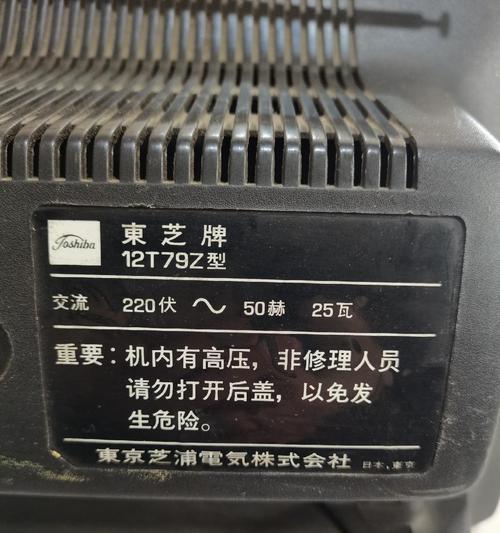 Toshiba
東芝牌
12T79Z型
交流 220伏 ～ 50赫 25瓦
重要：机内有高压，非修理人员
请勿打开后盖，以免发
生危险。
東京芝浦電気株式会社 日本，東京